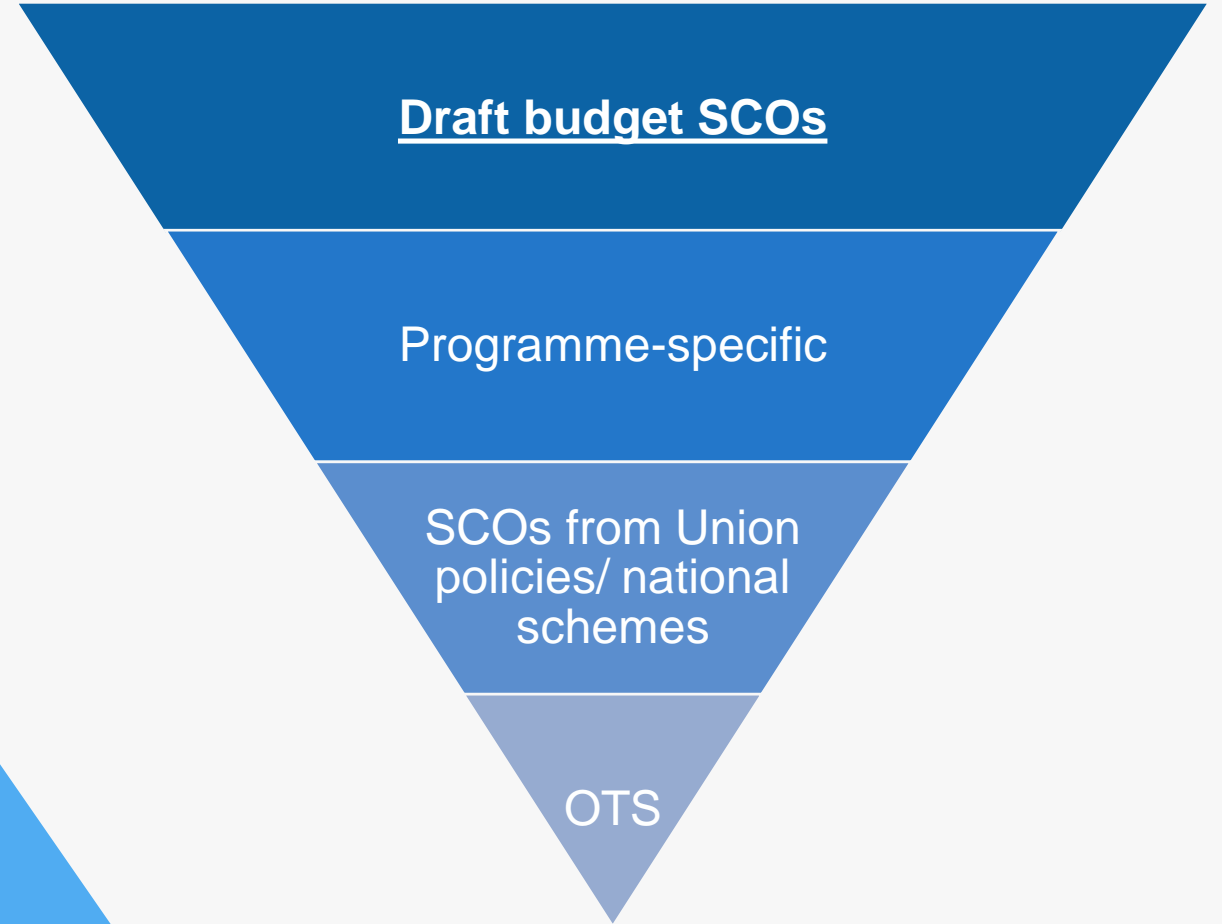 Draft budget SCOs
Programme-specific
SCOs from Union
policies/ national
schemes
OTS